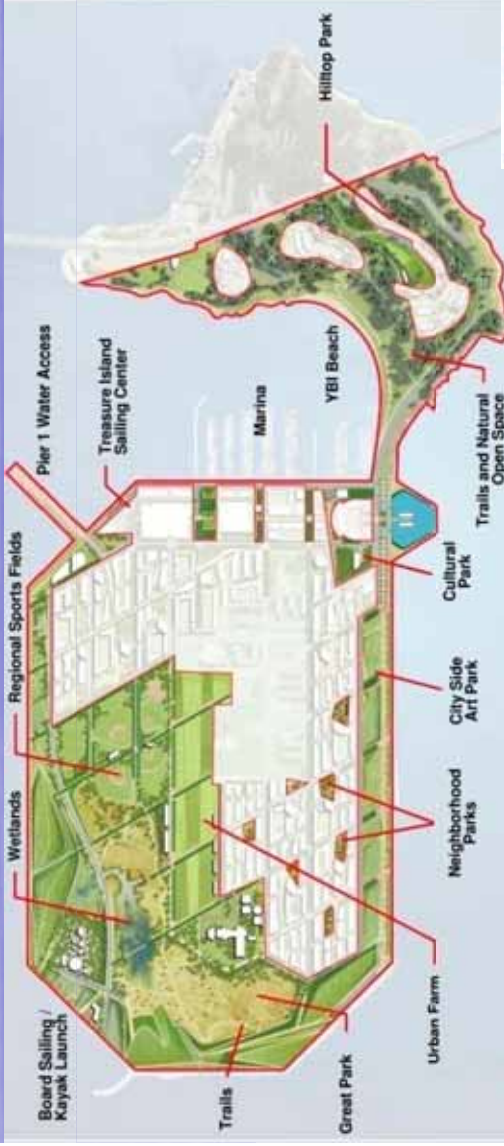 Board Sailing /
Kayak Launch
Wetlands
Regional Sports Fields
Pier 1 Water Access
Treasure Island
Sailing Center
Marina
YBI Beach
Hilltop Park
Trails
Great Park
Urban Farm
Neighborhood
Parks
City Side
Art Park
Cultural
Park
Trails and Natural
Open Space